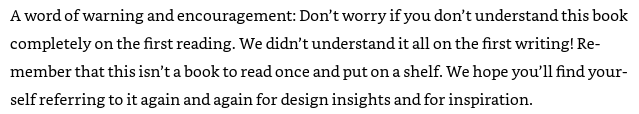 A word of warning and encouragement: Don’t worry if you don’t understand this book
completely on the first reading. We didn’t understand it all on the first writing! Re-
member that this isn’t a book to read once and put on a shelf. We hope you’ll find your-
self referring to it again and again for design insights and for inspiration.